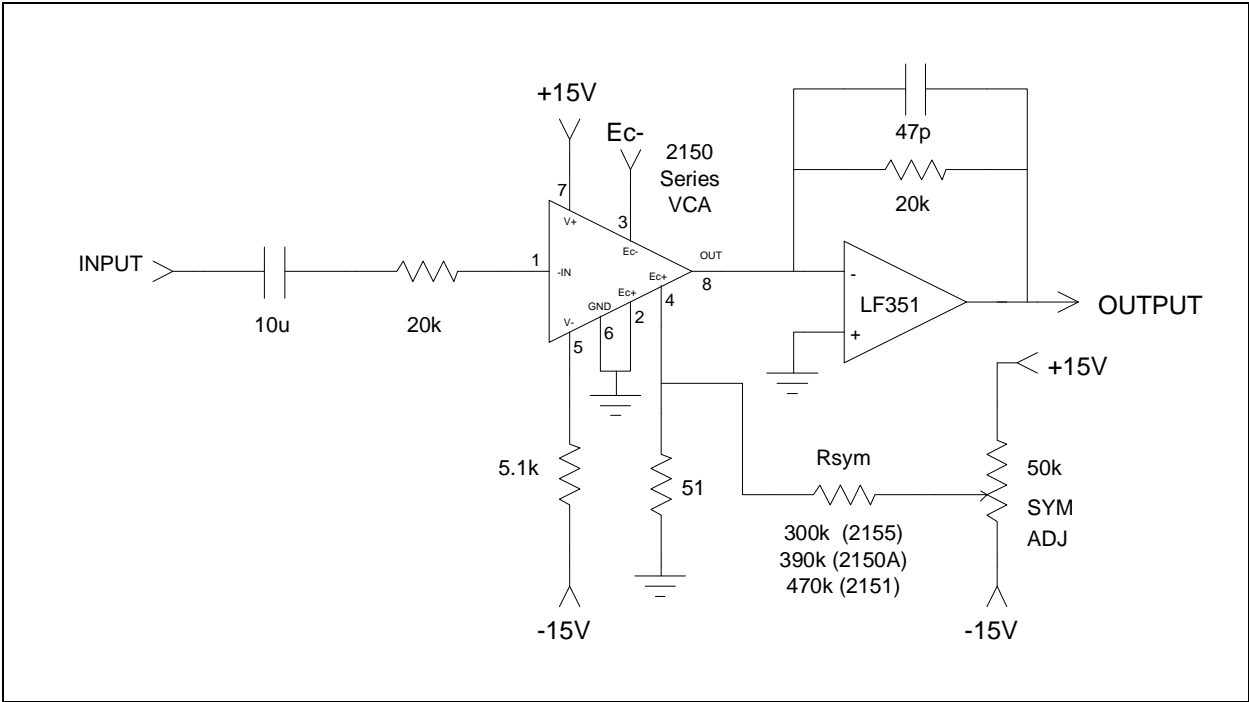 +15V
Ec-
2150
Series
VCA
47p
20k
7
V+
3
Ec-
INPUT
10u
20k
1
-IN
OUT
8
Ec+
4
Ec+
2
GND
6
V-
5
-
LF351
+
OUTPUT
+15V
5.1k
51
Rsym
300k (2155)
390k (2150A)
470k (2151)
50k
SYM
ADJ
-15V
-15V